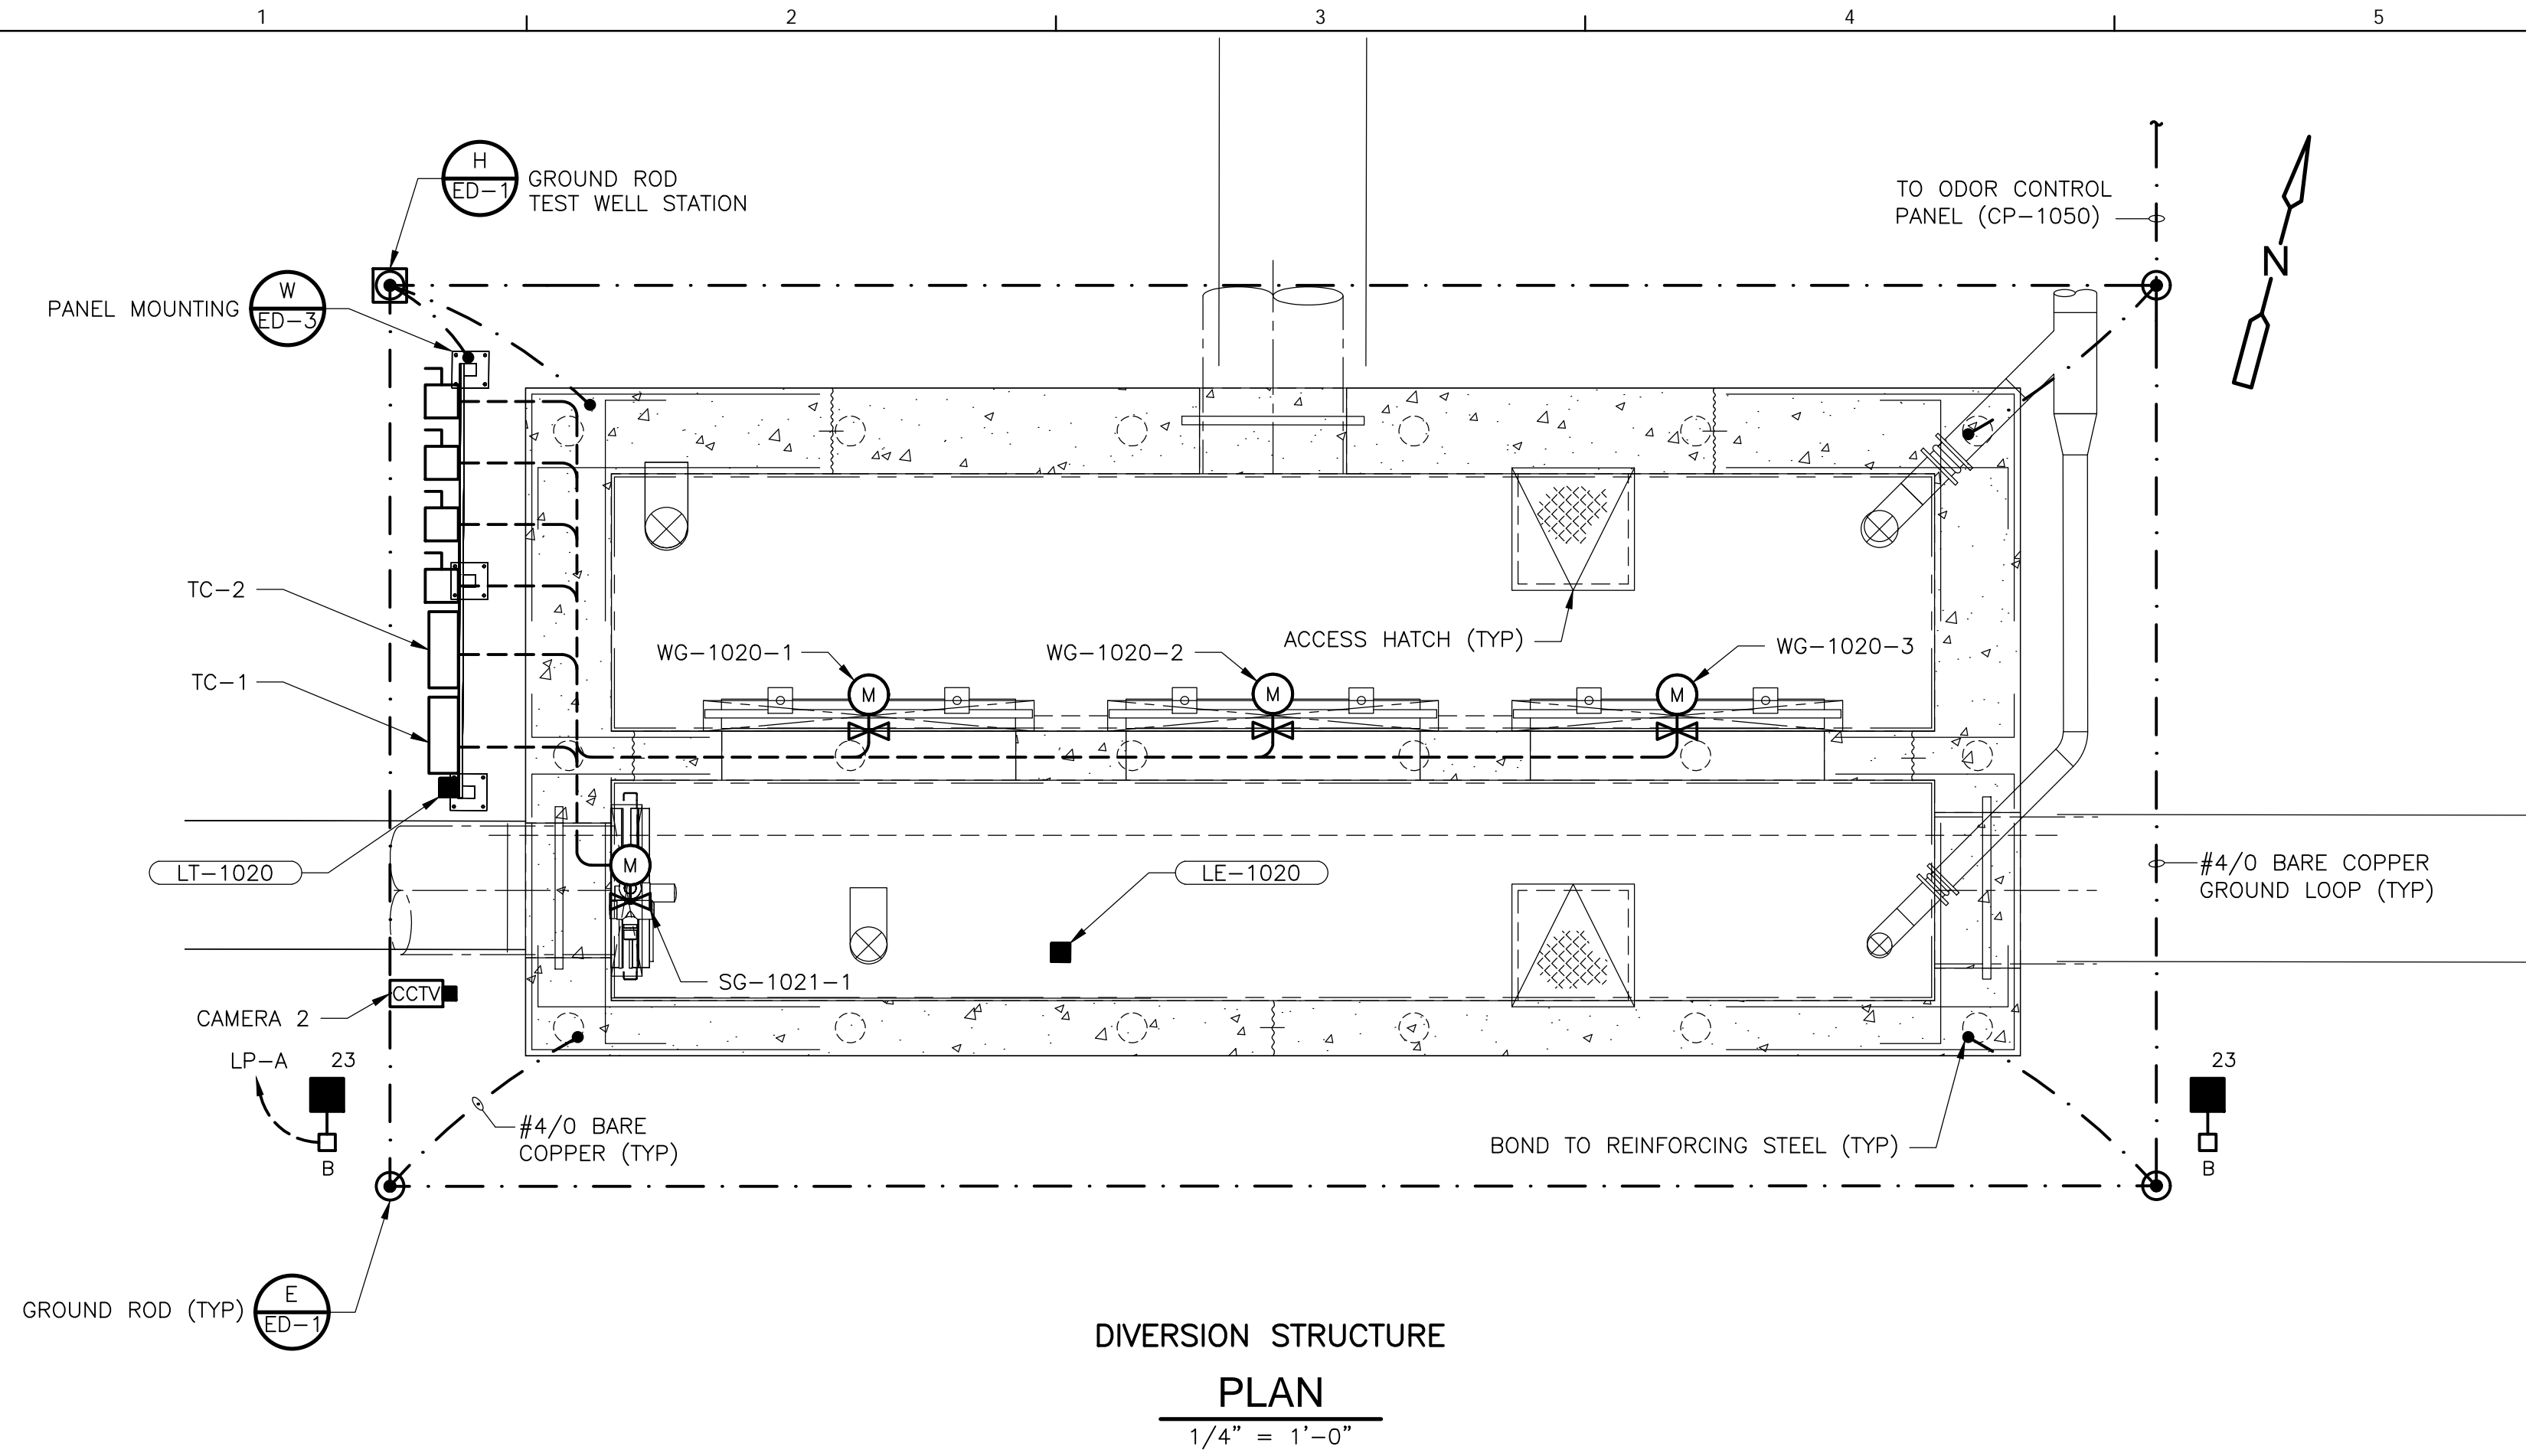 1
2
3
4
5
H
ED-1
GROUND ROD
TEST WELL STATION
TO ODOR CONTROL
PANEL (CP-1050)
N
PANEL MOUNTING
W
ED-3
TC-2
TC-1
WG-1020-1
WG-1020-2
ACCESS HATCH (TYP)
WG-1020-3
M
M
M
M
LT-1020
LE-1020
#4/0 BARE COPPER
GROUND LOOP (TYP)
SG-1021-1
CCTV
CAMERA 2
LP-A
23
B
#4/0 BARE
COPPER (TYP)
BOND TO REINFORCING STEEL (TYP)
23
B
GROUND ROD (TYP)
E
ED-1
DIVERSION STRUCTURE
PLAN
1/4" = 1'-0"